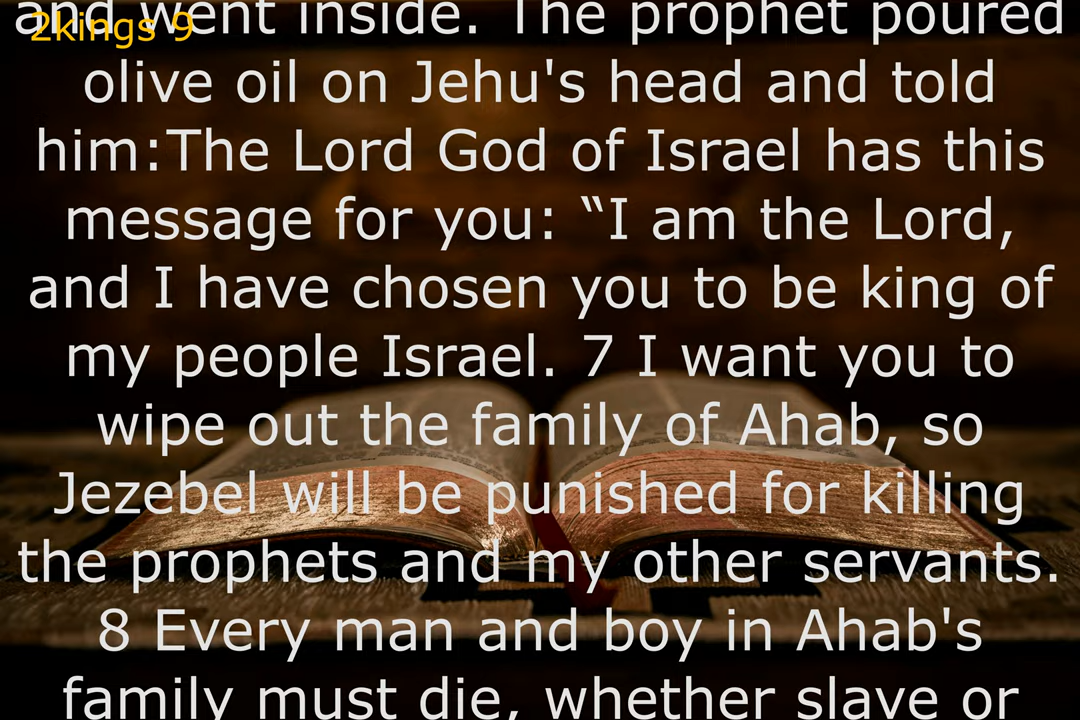 and went inside. The prophet poured
2kings 9
olive oil on Jehu's head and told
him:The Lord God of Israel has this
message for you: “I am the Lord,
and I have chosen you to be king of
my people Israel. 7 I want you to
wipe out the family of Ahab, so
Jezebel will be punished for killing
the prophets and my other servants.
8 Every man and boy in Ahab's
family must die, whether slave or